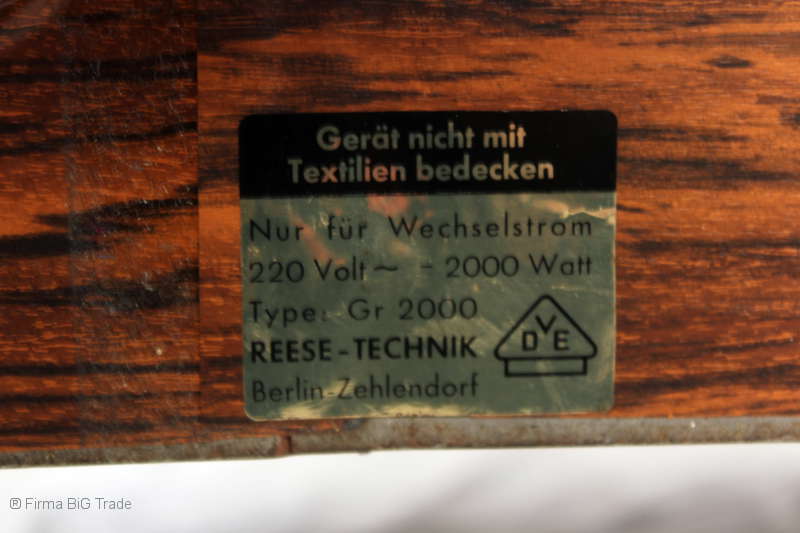 Gerät nicht mit
Textilien bedecken
Nur für Wechselstrom
220 Volt ~ - 2000 Watt
Type: Gr 2000
REESE-TECHNIK
Berlin-Zehlendorf
VDE
® Firma BiG Trade